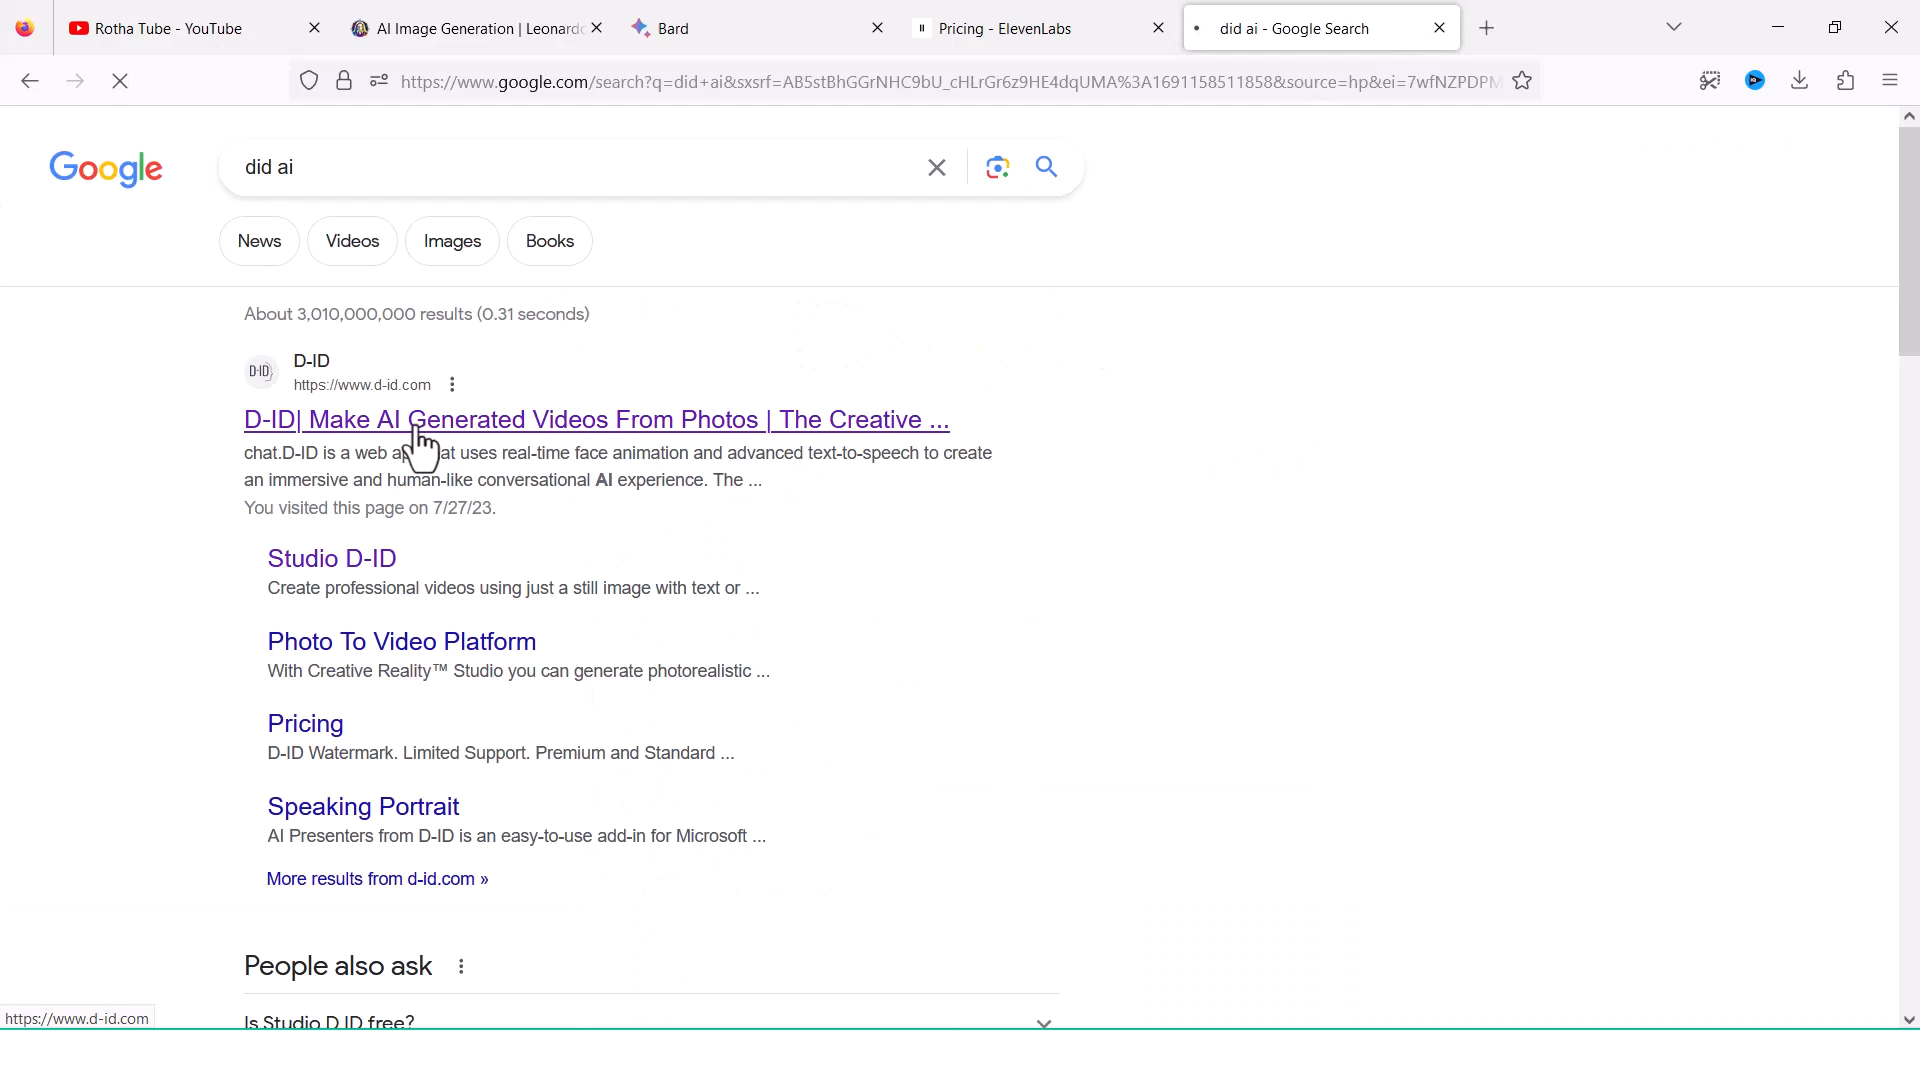 Rotha Tube - YouTube
AI Image Generation | Leonardo
Bard
Pricing - ElevenLabs
did ai - Google Search
https://www.google.com/search?q=did+ai&sxsrf=AB5stBhGGrNHC9bU_cHLrGr6z9HE4dqUMA%3A1691158511858&source=hp&ei=7wfNZPDPM
Google
did ai
News
Videos
Images
Books
About 3,010,000,000 results (0.31 seconds)
D-ID
D-ID
https://www.d-id.com
D-ID| Make AI Generated Videos From Photos | The Creative ...
chat.D-ID is a web at uses real-time face animation and advanced text-to-speech to create
an immersive and human-like conversational AI experience. The ...
You visited this page on 7/27/23.
Studio D-ID
Create professional videos using just a still image with text or ...
Photo To Video Platform
With Creative Reality™ Studio you can generate photorealistic ...
Pricing
D-ID Watermark. Limited Support. Premium and Standard ...
Speaking Portrait
AI Presenters from D-ID is an easy-to-use add-in for Microsoft ...
More results from d-id.com »
People also ask
Is Studio D ID free?
https://www.d-id.com